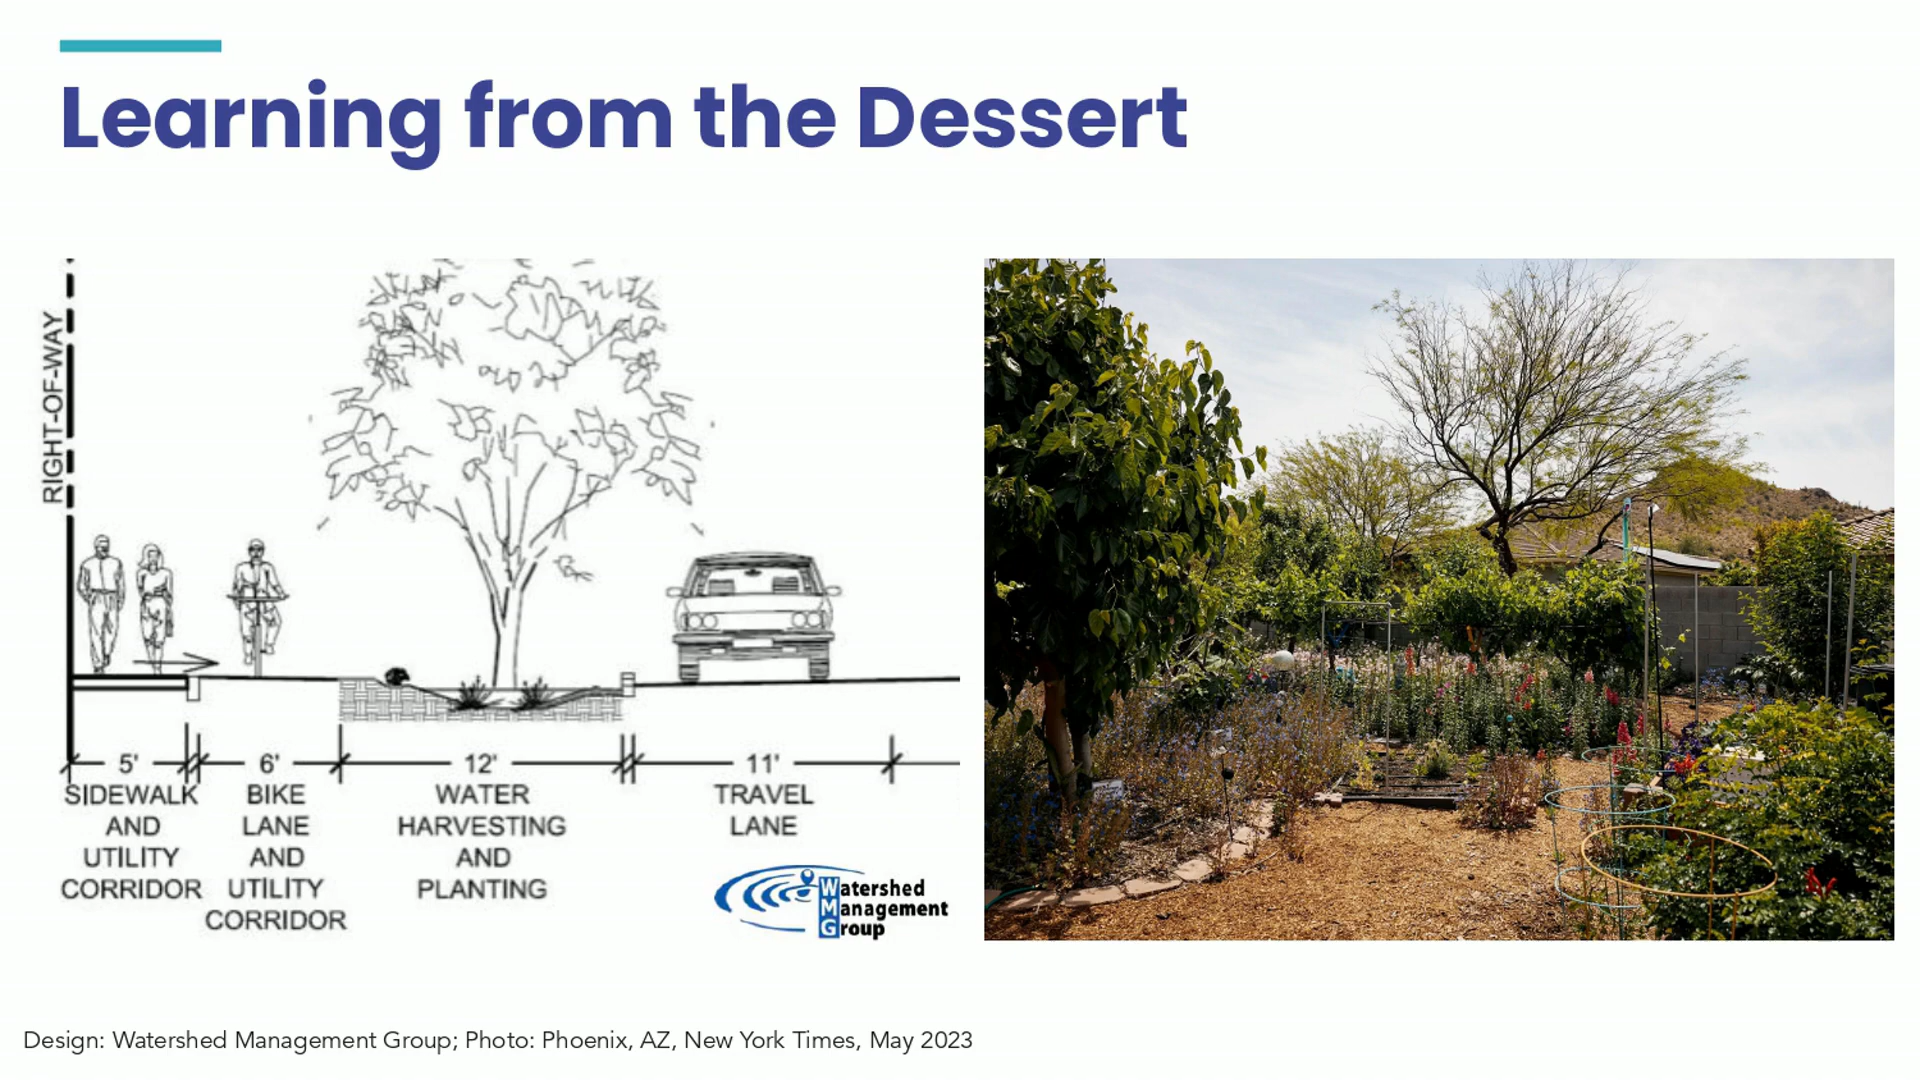 Learning from the Dessert
RIGHT-OF-WAY
5'
6'
12'
11'
SIDEWALK
AND
UTILITY
CORRIDOR
BIKE
LANE
AND
UTILITY
CORRIDOR
WATER
HARVESTING
AND
PLANTING
TRAVEL
LANE
Watershed
Management
Group
Design: Watershed Management Group; Photo: Phoenix, AZ, New York Times, May 2023